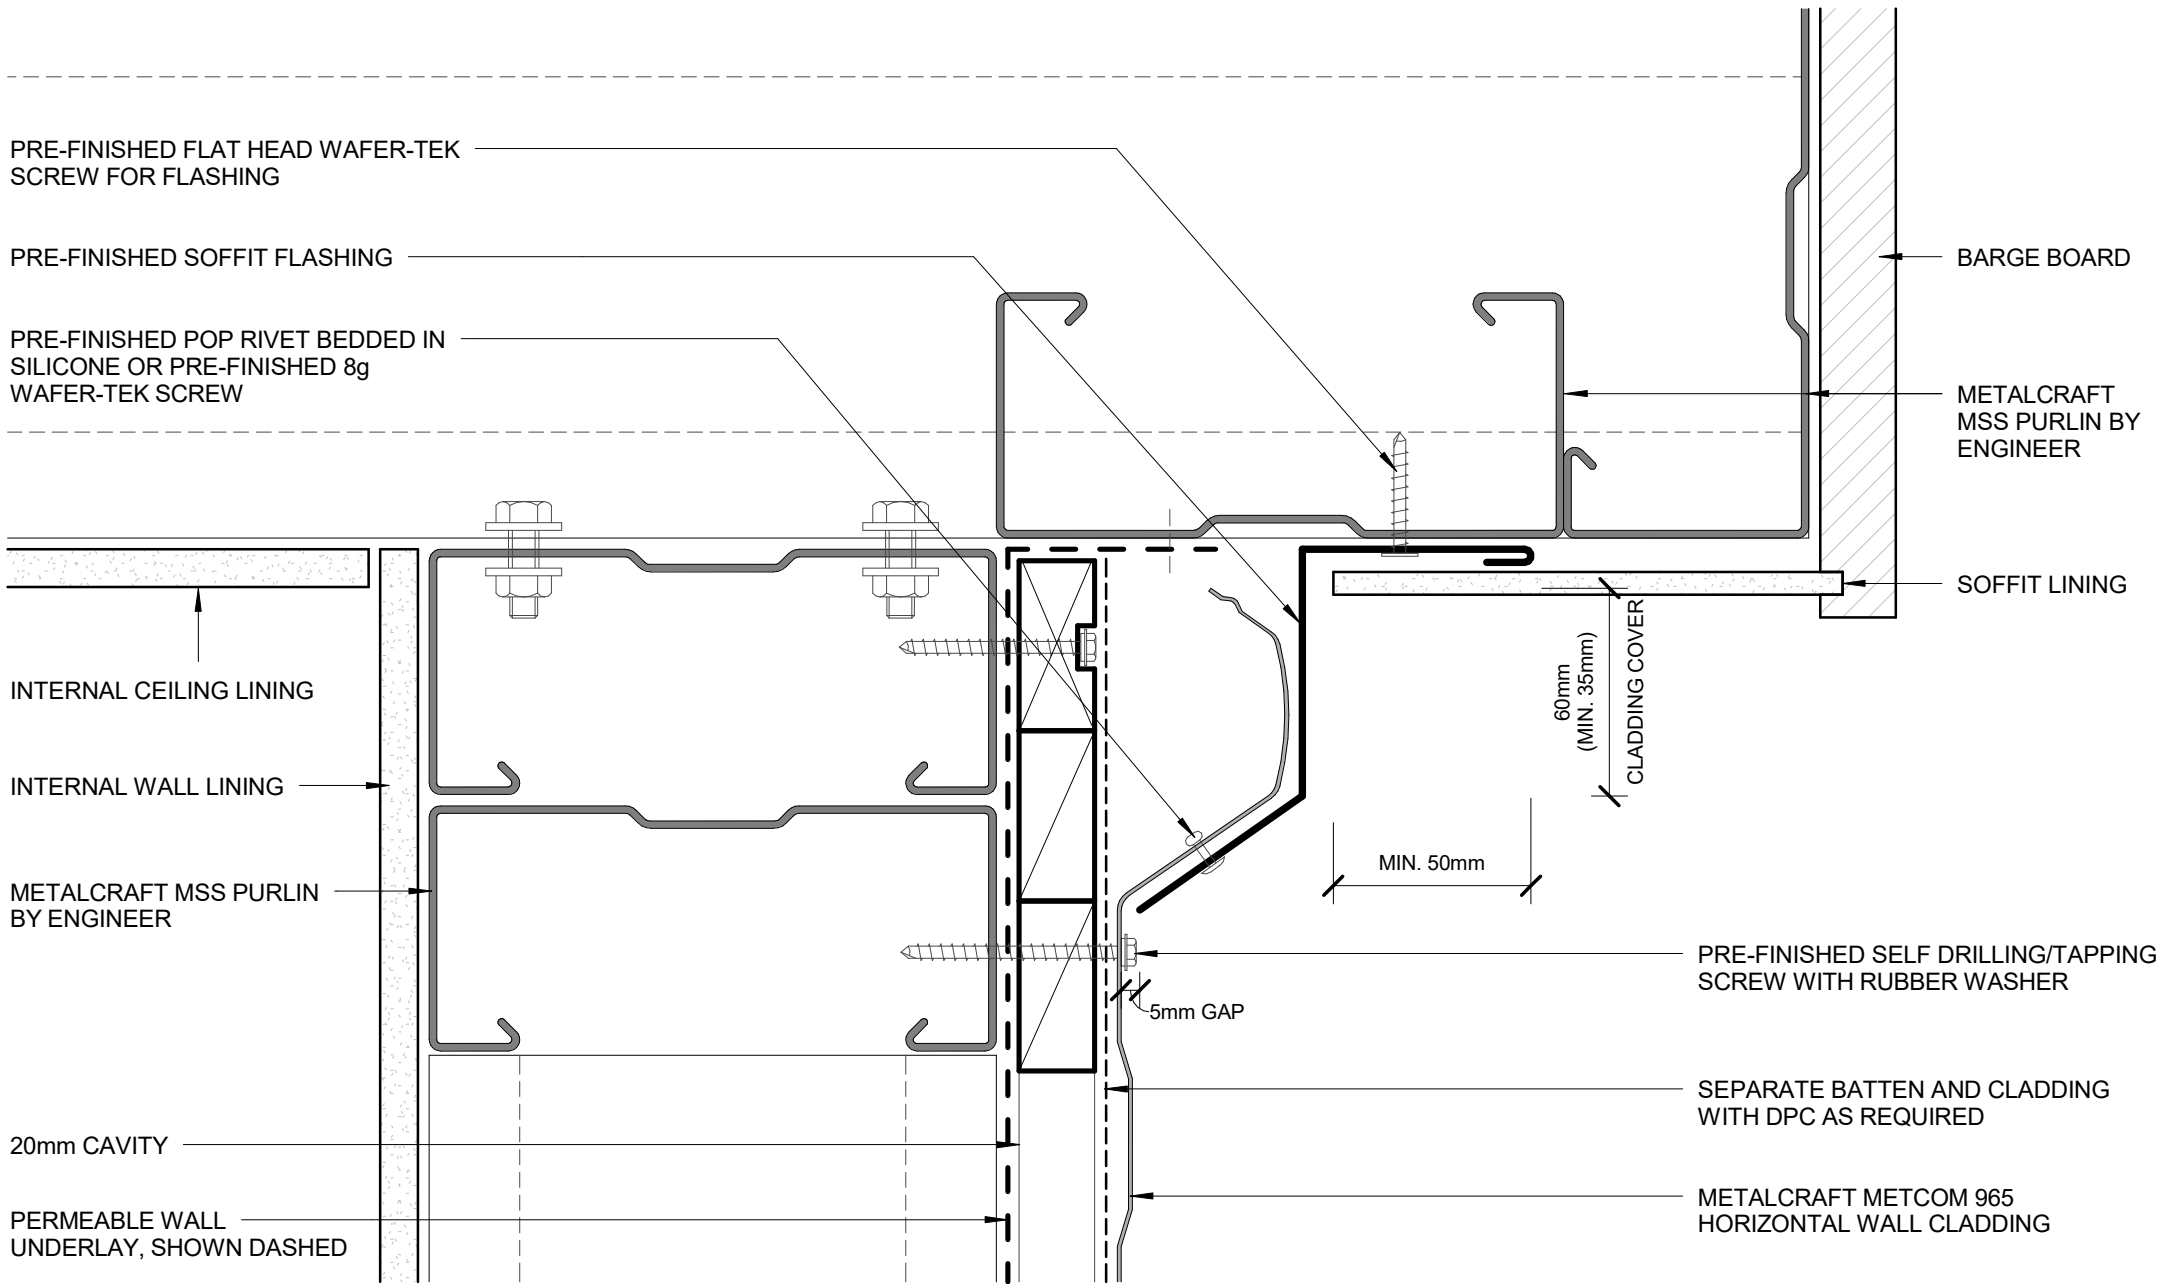 PRE-FINISHED FLAT HEAD WAFER-TEK
SCREW FOR FLASHING
PRE-FINISHED SOFFIT FLASHING
PRE-FINISHED POP RIVET BEDDED IN
SILICONE OR PRE-FINISHED 8g
WAFER-TEK SCREW
INTERNAL CEILING LINING
INTERNAL WALL LINING
METALCRAFT MSS PURLIN
BY ENGINEER
20mm CAVITY
PERMEABLE WALL
UNDERLAY, SHOWN DASHED
BARGE BOARD
METALCRAFT
MSS PURLIN BY
ENGINEER
SOFFIT LINING
60mm
(MIN. 35mm)
CLADDING COVER
MIN. 50mm
PRE-FINISHED SELF DRILLING/TAPPING
SCREW WITH RUBBER WASHER
5mm GAP
SEPARATE BATTEN AND CLADDING
WITH DPC AS REQUIRED
METALCRAFT METCOM 965
HORIZONTAL WALL CLADDING